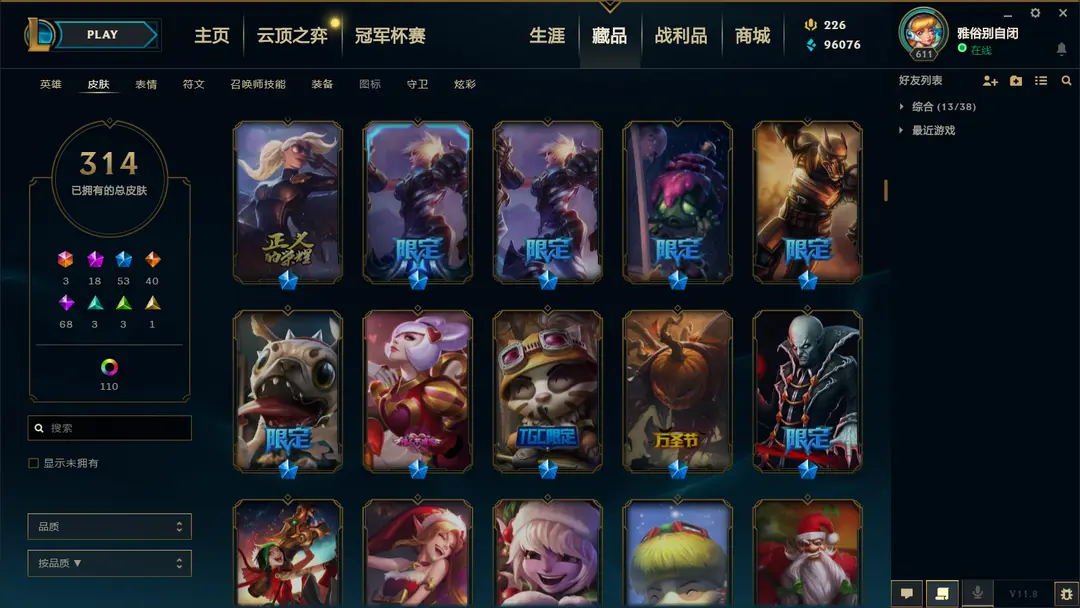 PLAY
主页
云顶之弈
冠军杯赛
生涯
藏品
战利品
商城
226
96076
611
雅俗别自闭
在线
英雄
皮肤
表情
符文
召唤师技能
装备
图标
守卫
炫彩
好友列表
综合 (13/38)
最近游戏
314
已拥有的总皮肤
3 18 53 40
68 3 3 1
110
搜索
显示未拥有
品质
按品质▼
正义的荣耀
限定
限定
限定
限定
限定
TGC限定
万圣节
限定
V11.8